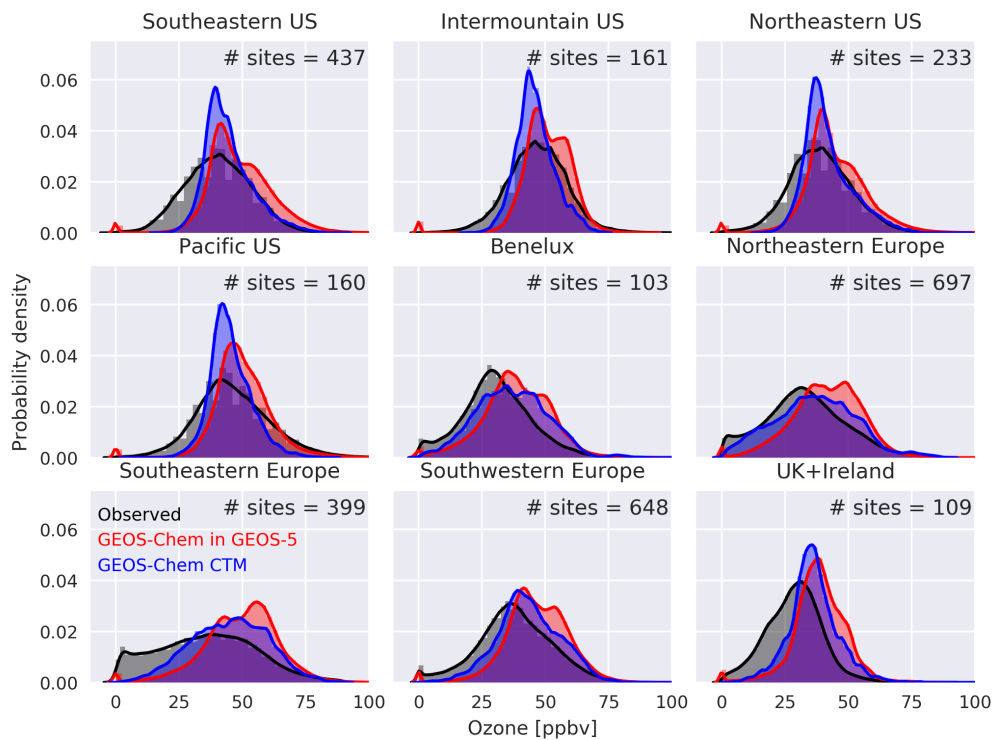 Southeastern US
Intermountain US
Northeastern US
# sites = 437
# sites = 161
# sites = 233
0.06
0.04
0.02
0.00
Pacific US
Benelux
Northeastern Europe
# sites = 160
# sites = 103
# sites = 697
0.06
0.04
0.02
0.00
Probability density
Southeastern Europe
Southwestern Europe
UK+Ireland
# sites = 399
# sites = 648
# sites = 109
Observed
GEOS-Chem in GEOS-5
GEOS-Chem CTM
0.06
0.04
0.02
0.00
0 25 50 75 100
0 25 50 75 100
0 25 50 75 100
Ozone [ppbv]